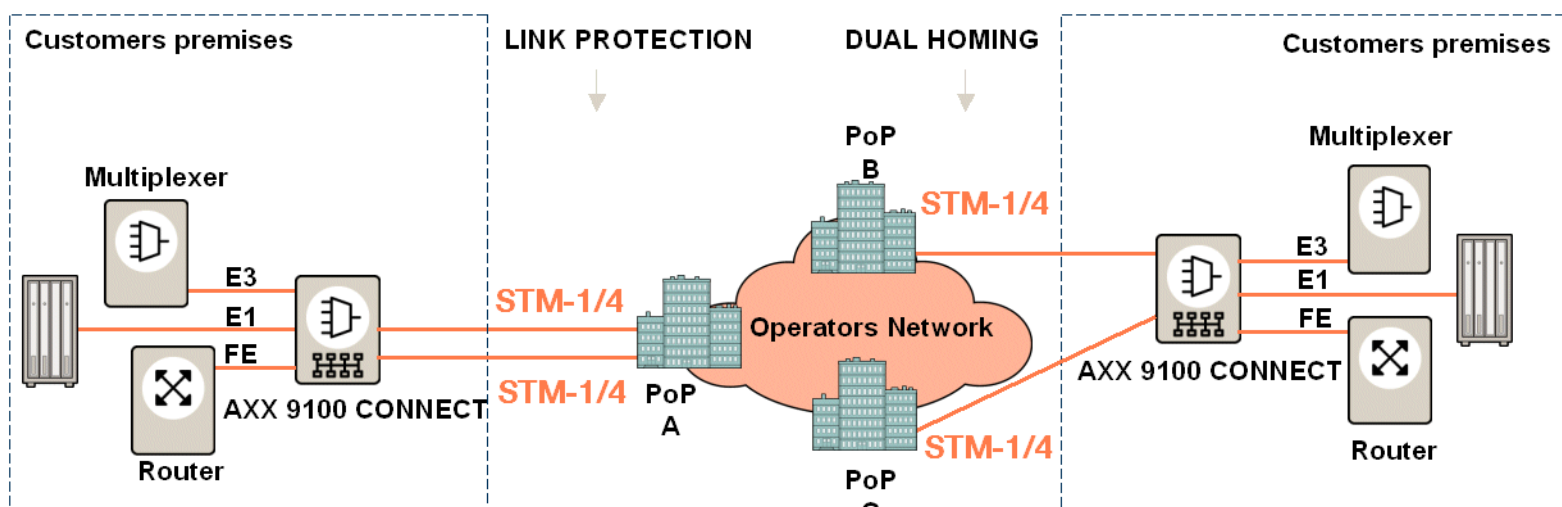 Customers premises
LINK PROTECTION
DUAL HOMING
Customers premises
PoP
B
Multiplexer
Multiplexer
STM-1/4
E3
E3
E1
STM-1/4
E1
FE
Operators Network
FE
AXX 9100 CONNECT
STM-1/4
PoP
A
AXX 9100 CONNECT
STM-1/4
Router
Router
PoP